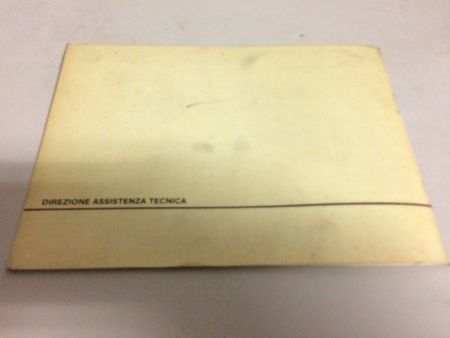 DIREZIONE ASSISTENZA TECNICA